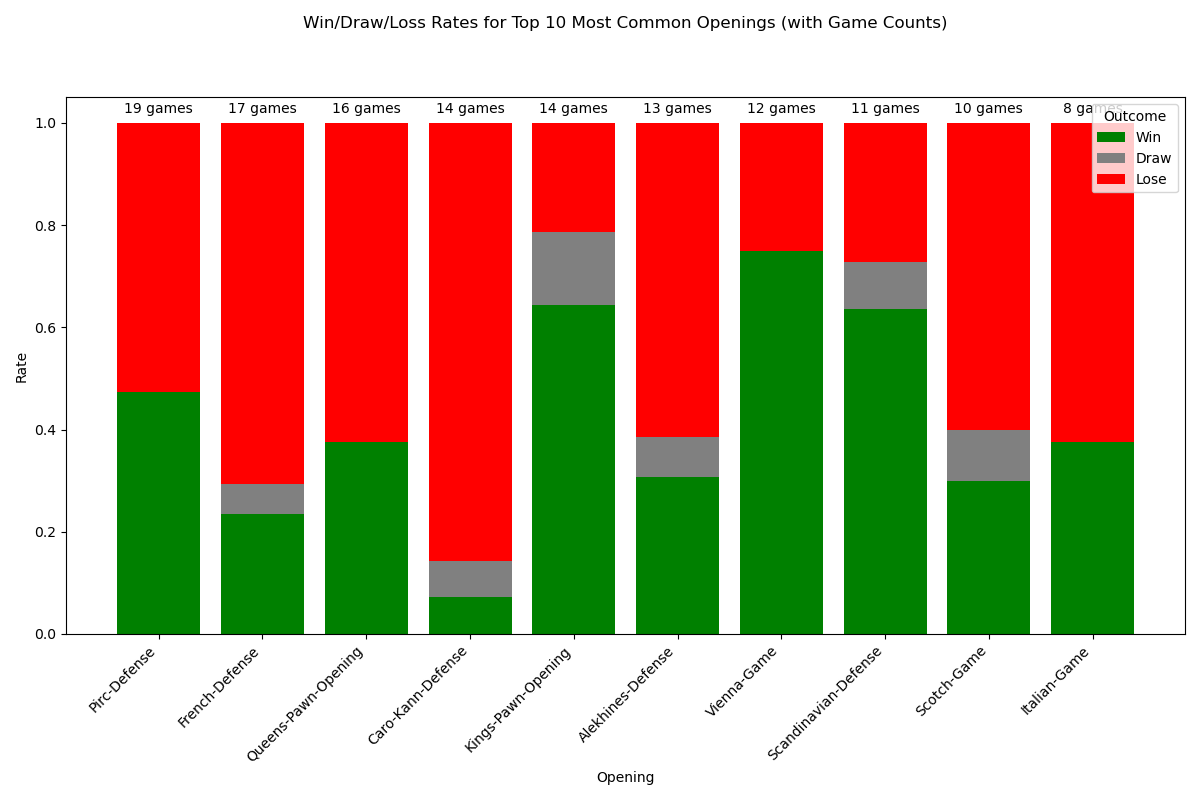 Win/Draw/Loss Rates for Top 10 Most Common Openings (with Game Counts)
19 games
17 games
16 games
14 games
14 games
13 games
12 games
11 games
10 games
8 games
Outcome
Win
Draw
Lose
1.0
0.8
0.6
0.4
0.2
0.0
Rate
Pirc-Defense
French-Defense
Queens-Pawn-Opening
Caro-Kann-Defense
Kings-Pawn-Opening
Alekhines-Defense
Vienna-Game
Scandinavian-Defense
Scotch-Game
Italian-Game
Opening